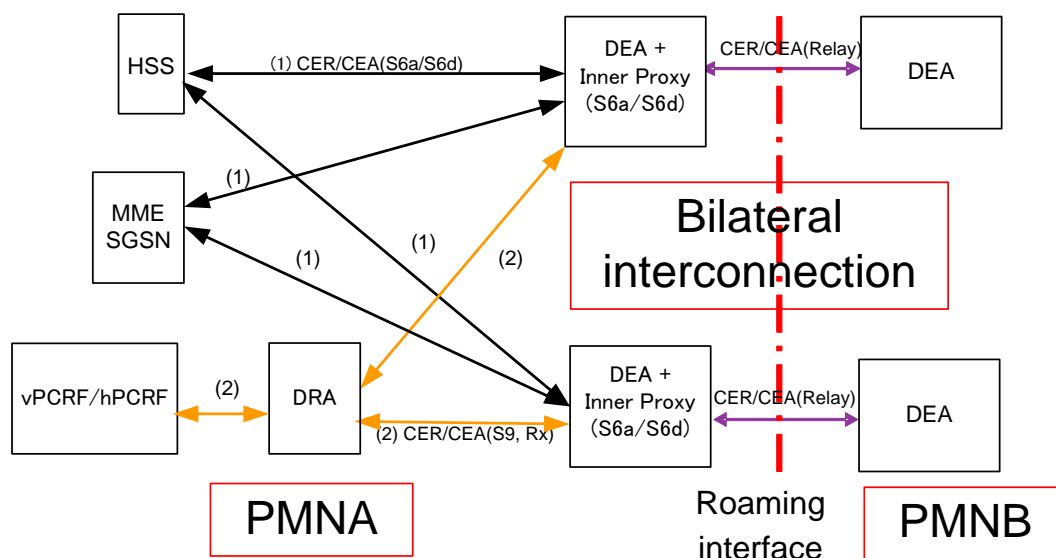 HSS
(1) CER/CEA(S6a/S6d)
DEA +
Inner Proxy
(S6a/S6d)
CER/CEA(Relay)
DEA
(1)
MME
SGSN
(1)
(1)
(2)
Bilateral
interconnection
vPCRF/hPCRF
(2)
DRA
(2) CER/CEA(S9, Rx)
DEA +
Inner Proxy
(S6a/S6d)
CER/CEA(Relay)
DEA
PMNA
Roaming
interface
PMNB